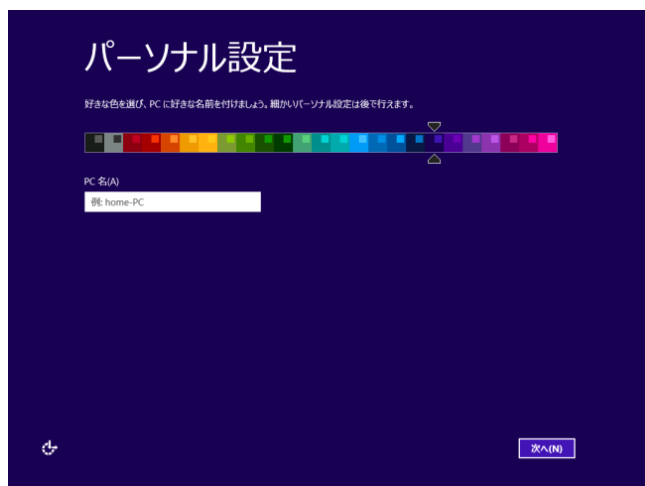 パーソナル設定
好きな色を選び、PC に好きな名前を付けましょう。細かいパーソナル設定は後で行えます。
PC 名(A)
例: home-PC
次へ(N)